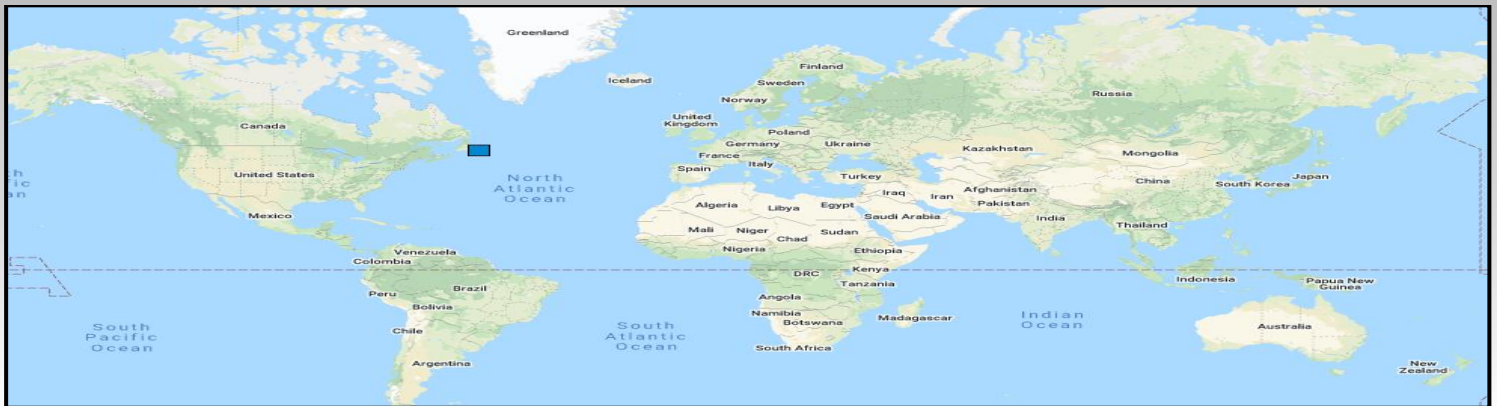 Greenland
Iceland
Finland
Sweden
Norway
Russia
Canada
United
Kingdom
Poland
Germany
Ukraine
France
Italy
Spain
Kazakhstan
Mongolia
United States
North
Atlantic
Ocean
Turkey
Iraq
Iran
Afghanistan
Pakistan
China
South Korea
Japan
Mexico
Algeria
Libya
Egypt
Saudi Arabia
India
Mali
Niger
Chad
Sudan
Thailand
Nigeria
Ethiopia
Venezuela
Colombia
DRC
Kenya
Tanzania
Indonesia
Papua New
Guinea
Peru
Brazil
Bolivia
Angola
Namibia
Botswana
Madagascar
South
Pacific
Ocean
Chile
South
Atlantic
Ocean
Indian
Ocean
Australia
South Africa
Argentina
New
Zealand